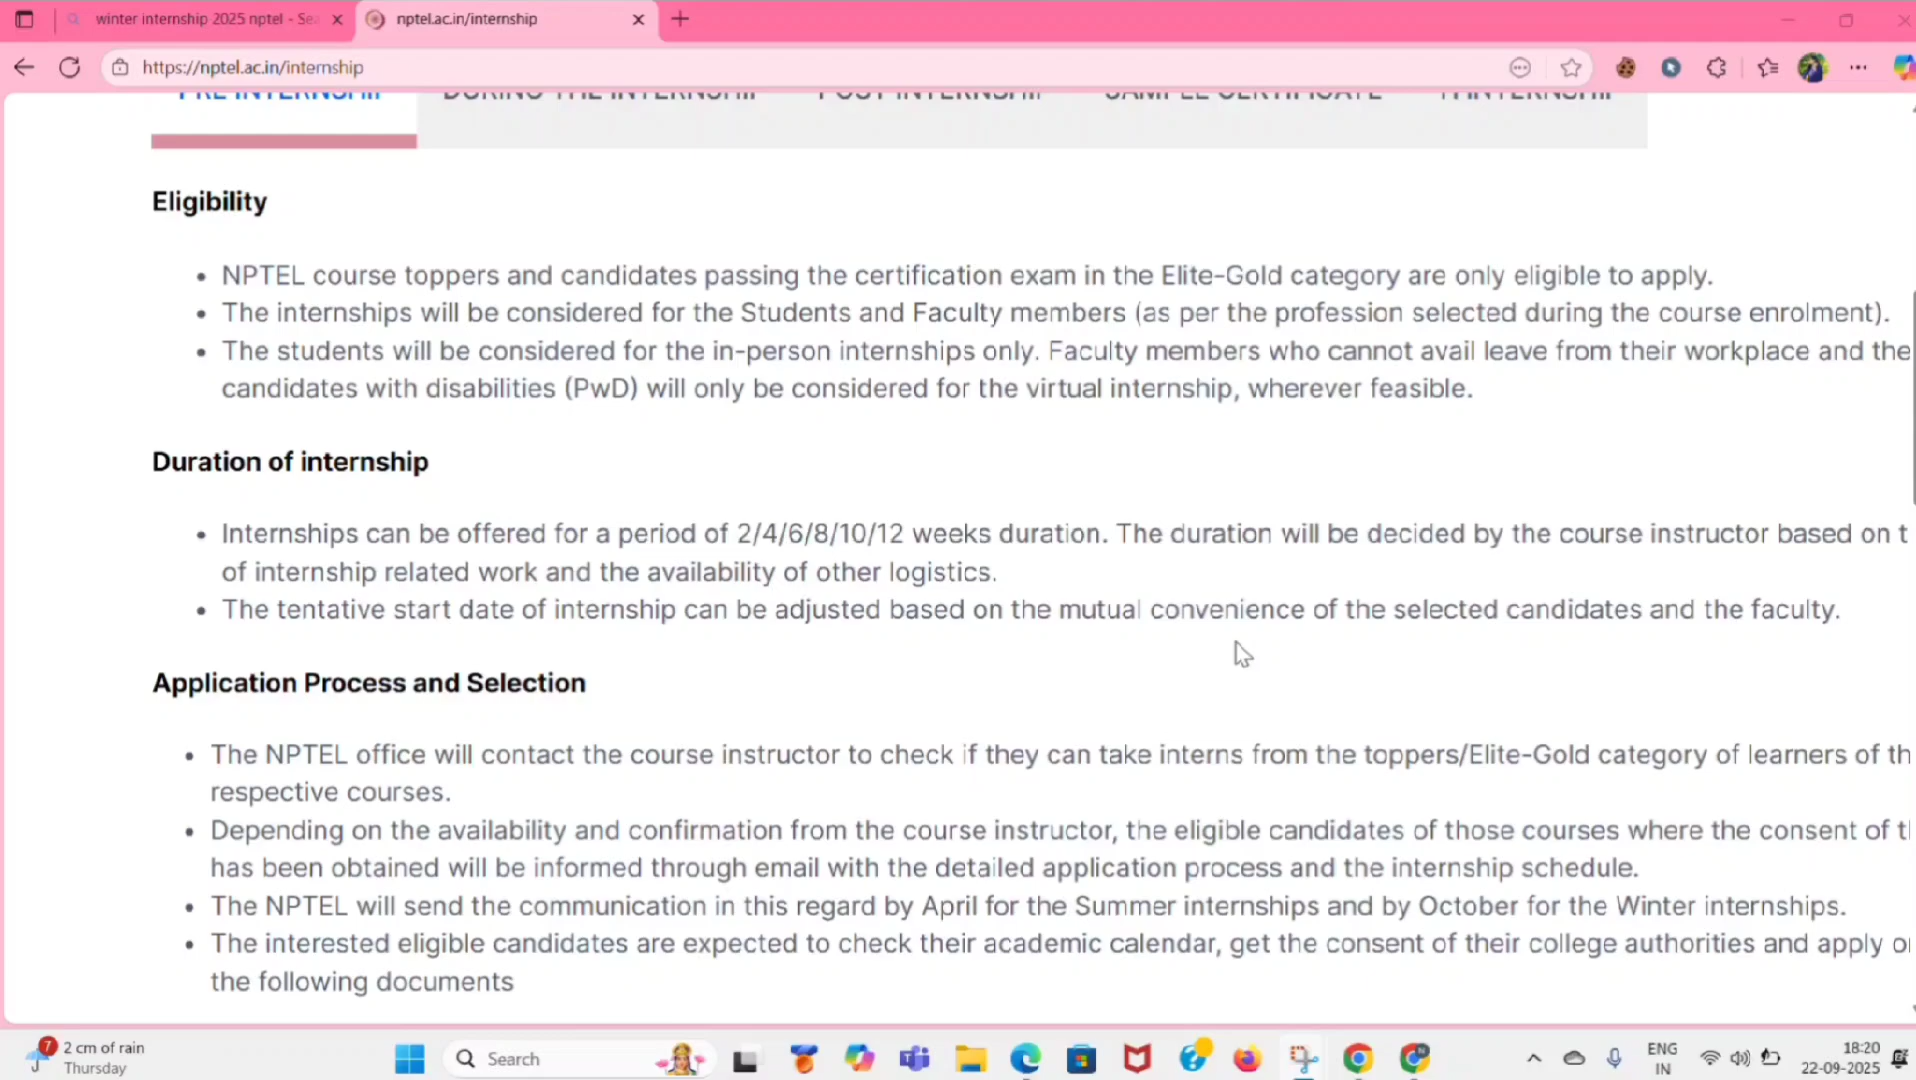 winter internship 2025 nptel - Se
nptel.ac.in/internship
https://nptel.ac.in/internship
PRE INTERNSHIP DURING THE INTERNSHIP POST INTERNSHIP SAMPLE CERTIFICATE
Eligibility
• NPTEL course toppers and candidates passing the certification exam in the Elite-Gold category are only eligible to apply.
• The internships will be considered for the Students and Faculty members (as per the profession selected during the course enrolment).
• The students will be considered for the in-person internships only. Faculty members who cannot avail leave from their workplace and the
candidates with disabilities (PwD) will only be considered for the virtual internship, wherever feasible.
Duration of internship
• Internships can be offered for a period of 2/4/6/8/10/12 weeks duration. The duration will be decided by the course instructor based on t
of internship related work and the availability of other logistics.
• The tentative start date of internship can be adjusted based on the mutual convenience of the selected candidates and the faculty.
Application Process and Selection
• The NPTEL office will contact the course instructor to check if they can take interns from the toppers/Elite-Gold category of learners of th
respective courses.
• Depending on the availability and confirmation from the course instructor, the eligible candidates of those courses where the consent of t
has been obtained will be informed through email with the detailed application process and the internship schedule.
• The NPTEL will send the communication in this regard by April for the Summer internships and by October for the Winter internships.
• The interested eligible candidates are expected to check their academic calendar, get the consent of their college authorities and apply o
the following documents
7
2 cm of rain
Thursday
Search
ENG
IN
18:20
22-09-2025